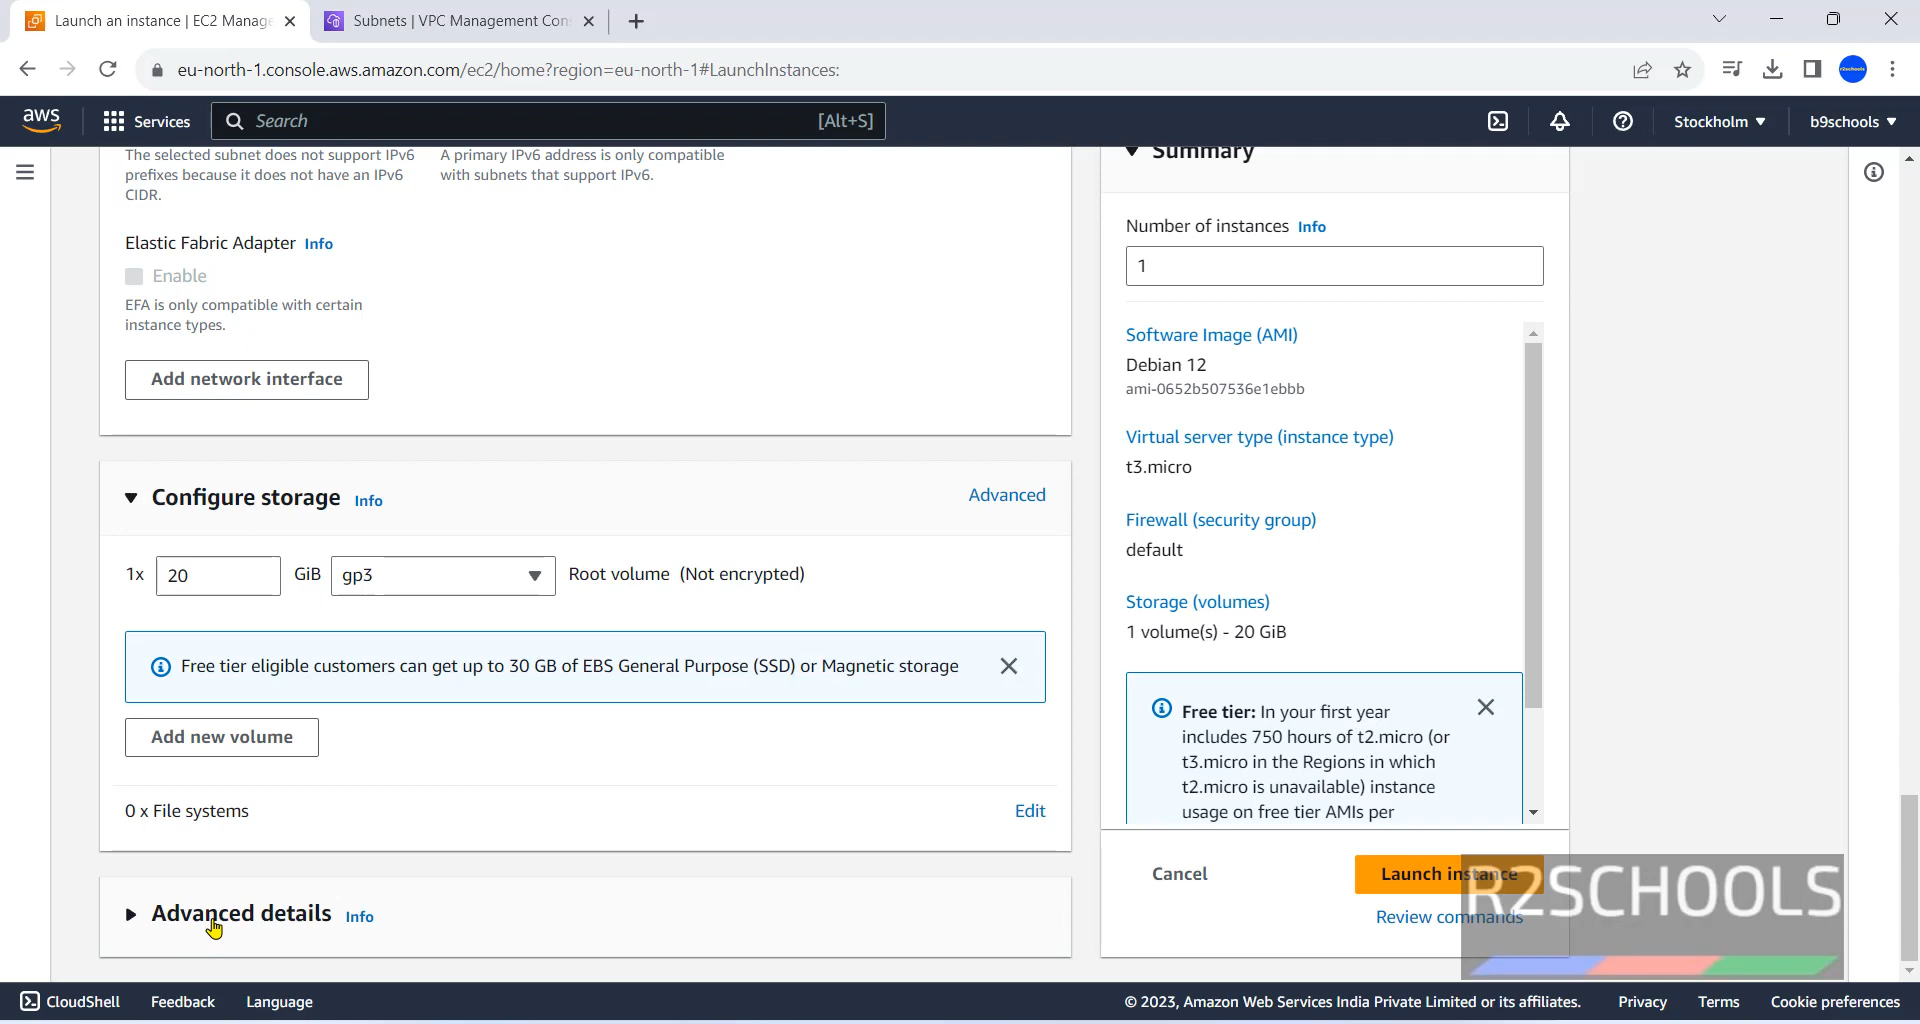 Launch an instance | EC2 Manage
Subnets | VPC Management Con
eu-north-1.console.aws.amazon.com/ec2/home?region=eu-north-1#LaunchInstances:
r2schools
aws
Services
Search
[Alt+S]
Stockholm
b9schools
The selected subnet does not support IPv6
prefixes because it does not have an IPv6
CIDR.
A primary IPv6 address is only compatible
with subnets that support IPv6.
Elastic Fabric Adapter Info
Enable
EFA is only compatible with certain
instance types.
Add network interface
Configure storage Info
Advanced
1x 20 GiB gp3 Root volume (Not encrypted)
Free tier eligible customers can get up to 30 GB of EBS General Purpose (SSD) or Magnetic storage
Add new volume
0 x File systems
Edit
Advanced details Info
Summary
Number of instances Info
1
Software Image (AMI)
Debian 12
ami-0652b507536e1ebbb
Virtual server type (instance type)
t3.micro
Firewall (security group)
default
Storage (volumes)
1 volume(s) - 20 GiB
Free tier: In your first year
includes 750 hours of t2.micro (or
t3.micro in the Regions in which
t2.micro is unavailable) instance
usage on free tier AMIs per
Cancel
Launch instance
Review commands
R2SCHOOLS
CloudShell
Feedback
Language
© 2023, Amazon Web Services India Private Limited or its affiliates.
Privacy
Terms
Cookie preferences